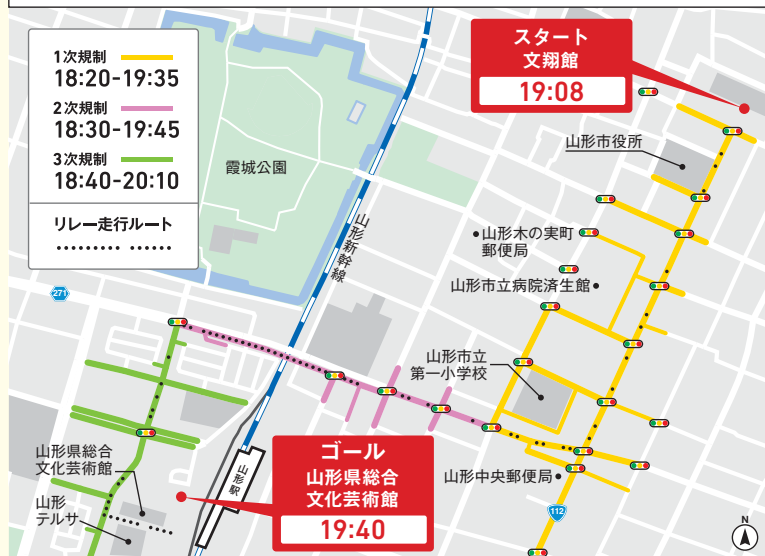 1次規制
18:20-19:35
2次規制
18:30-19:45
3次規制
18:40-20:10
リレー走行ルート
スタート
文翔館
19:08
山形市役所
霞城公園
山形新幹線
山形木の実町
郵便局
山形市立病院済生館
271
山形市立
第一小学校
山形県総合
文化芸術館
山形
テルサ
山形駅
ゴール
山形県総合
文化芸術館
19:40
山形中央郵便局
112
N